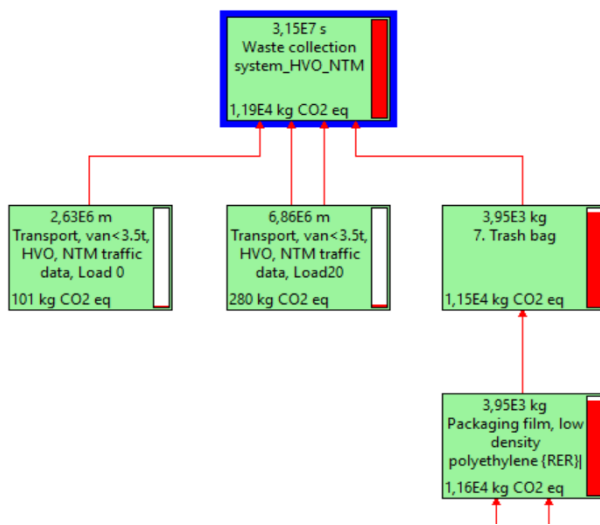 3,15E7 s
Waste collection
system_HVO_NTM
1,19E4 kg CO2 eq
2,63E6 m
Transport, van<3.5t,
HVO, NTM traffic
data, Load 0
101 kg CO2 eq
6,86E6 m
Transport, van<3.5t,
HVO, NTM traffic
data, Load20
280 kg CO2 eq
3,95E3 kg
7. Trash bag
1,15E4 kg CO2 eq
3,95E3 kg
Packaging film, low
density
polyethylene {RER}|
1,16E4 kg CO2 eq